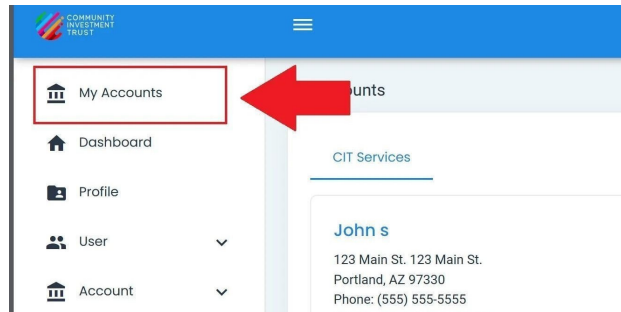 COMMUNITY
INVESTMENT
TRUST
My Accounts
ounts
Dashboard
CIT Services
Profile
User
John s
123 Main St. 123 Main St.
Portland, AZ 97330
Account
Phone: (555) 555-5555